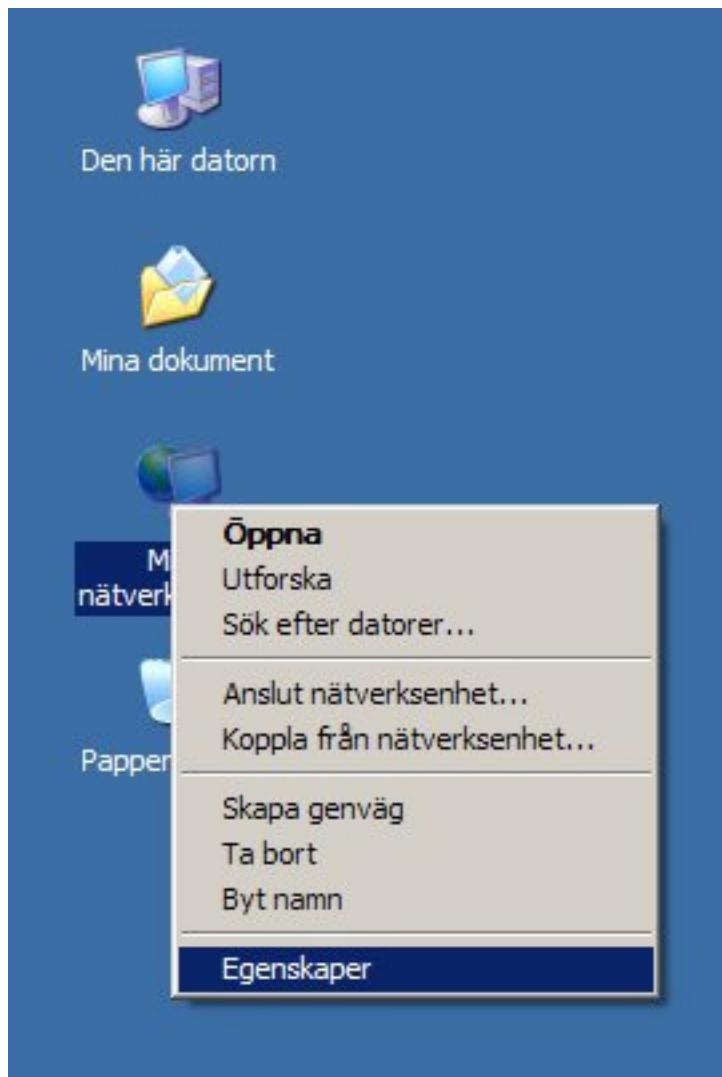 Den här datorn
Mina dokument
nätverk
Öppna
Utforska
Sök efter datorer...
Anslut nätverksenhet...
Koppla från nätverksenhet...
Papper
Skapa genväg
Ta bort
Byt namn
Egenskaper